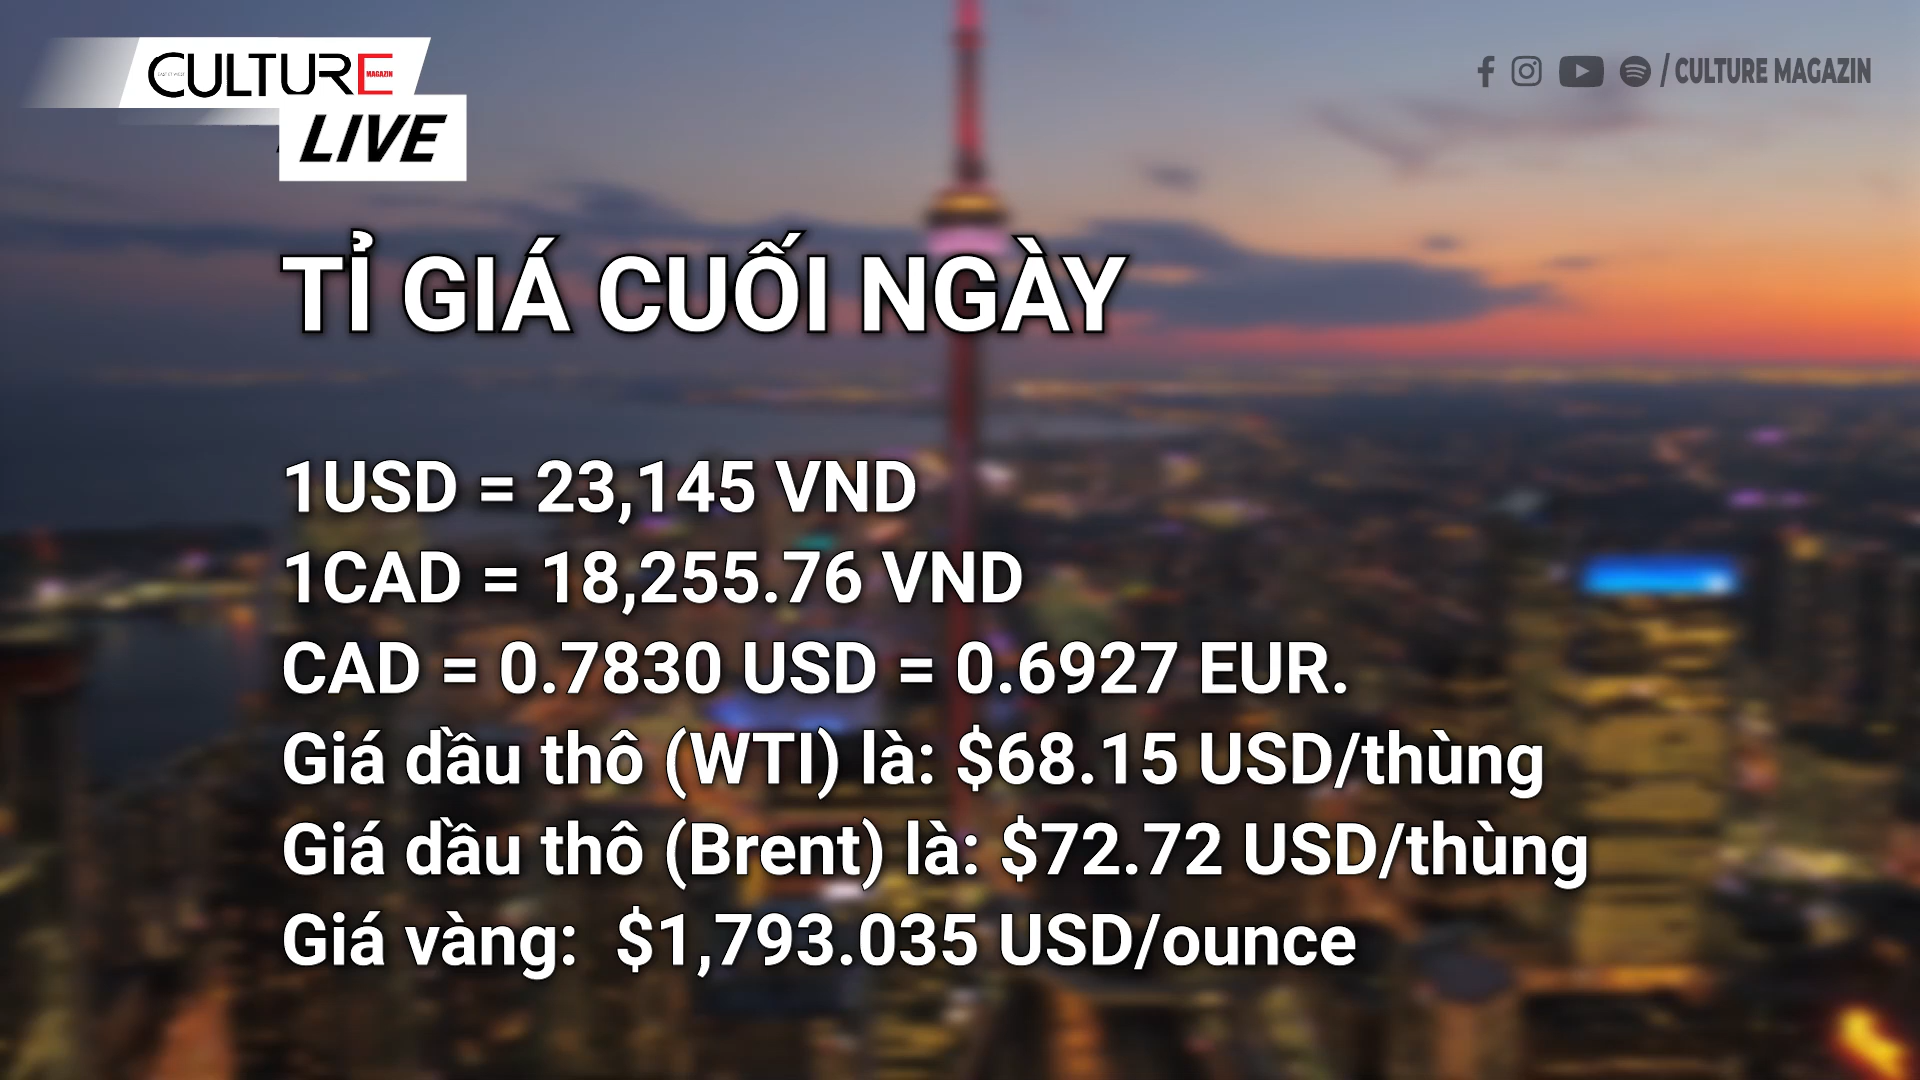 CULTURE
MAGAZIN
LIVE
/ CULTURE MAGAZIN
TỈ GIÁ CUỐI NGÀY
1USD = 23,145 VND
1CAD = 18,255.76 VND
CAD = 0.7830 USD = 0.6927 EUR.
Giá dầu thô (WTI) là: $68.15 USD/thùng
Giá dầu thô (Brent) là: $72.72 USD/thùng
Giá vàng: $1,793.035 USD/ounce